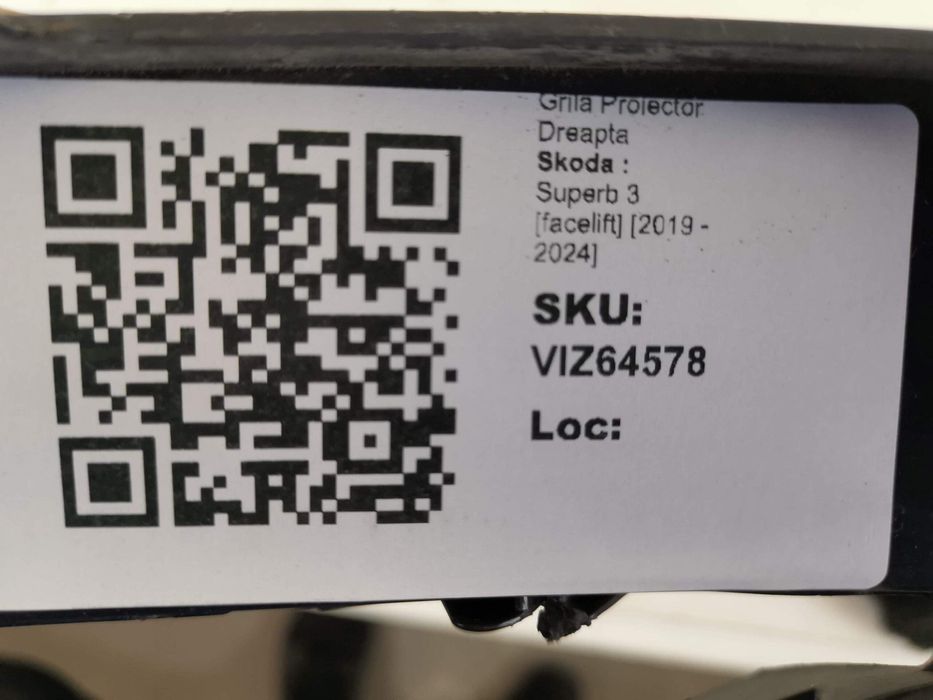 Grila Proiector
Dreapta
Skoda :
Superb 3
[facelift] [2019 -
2024]
SKU:
VIZ64578
Loc: